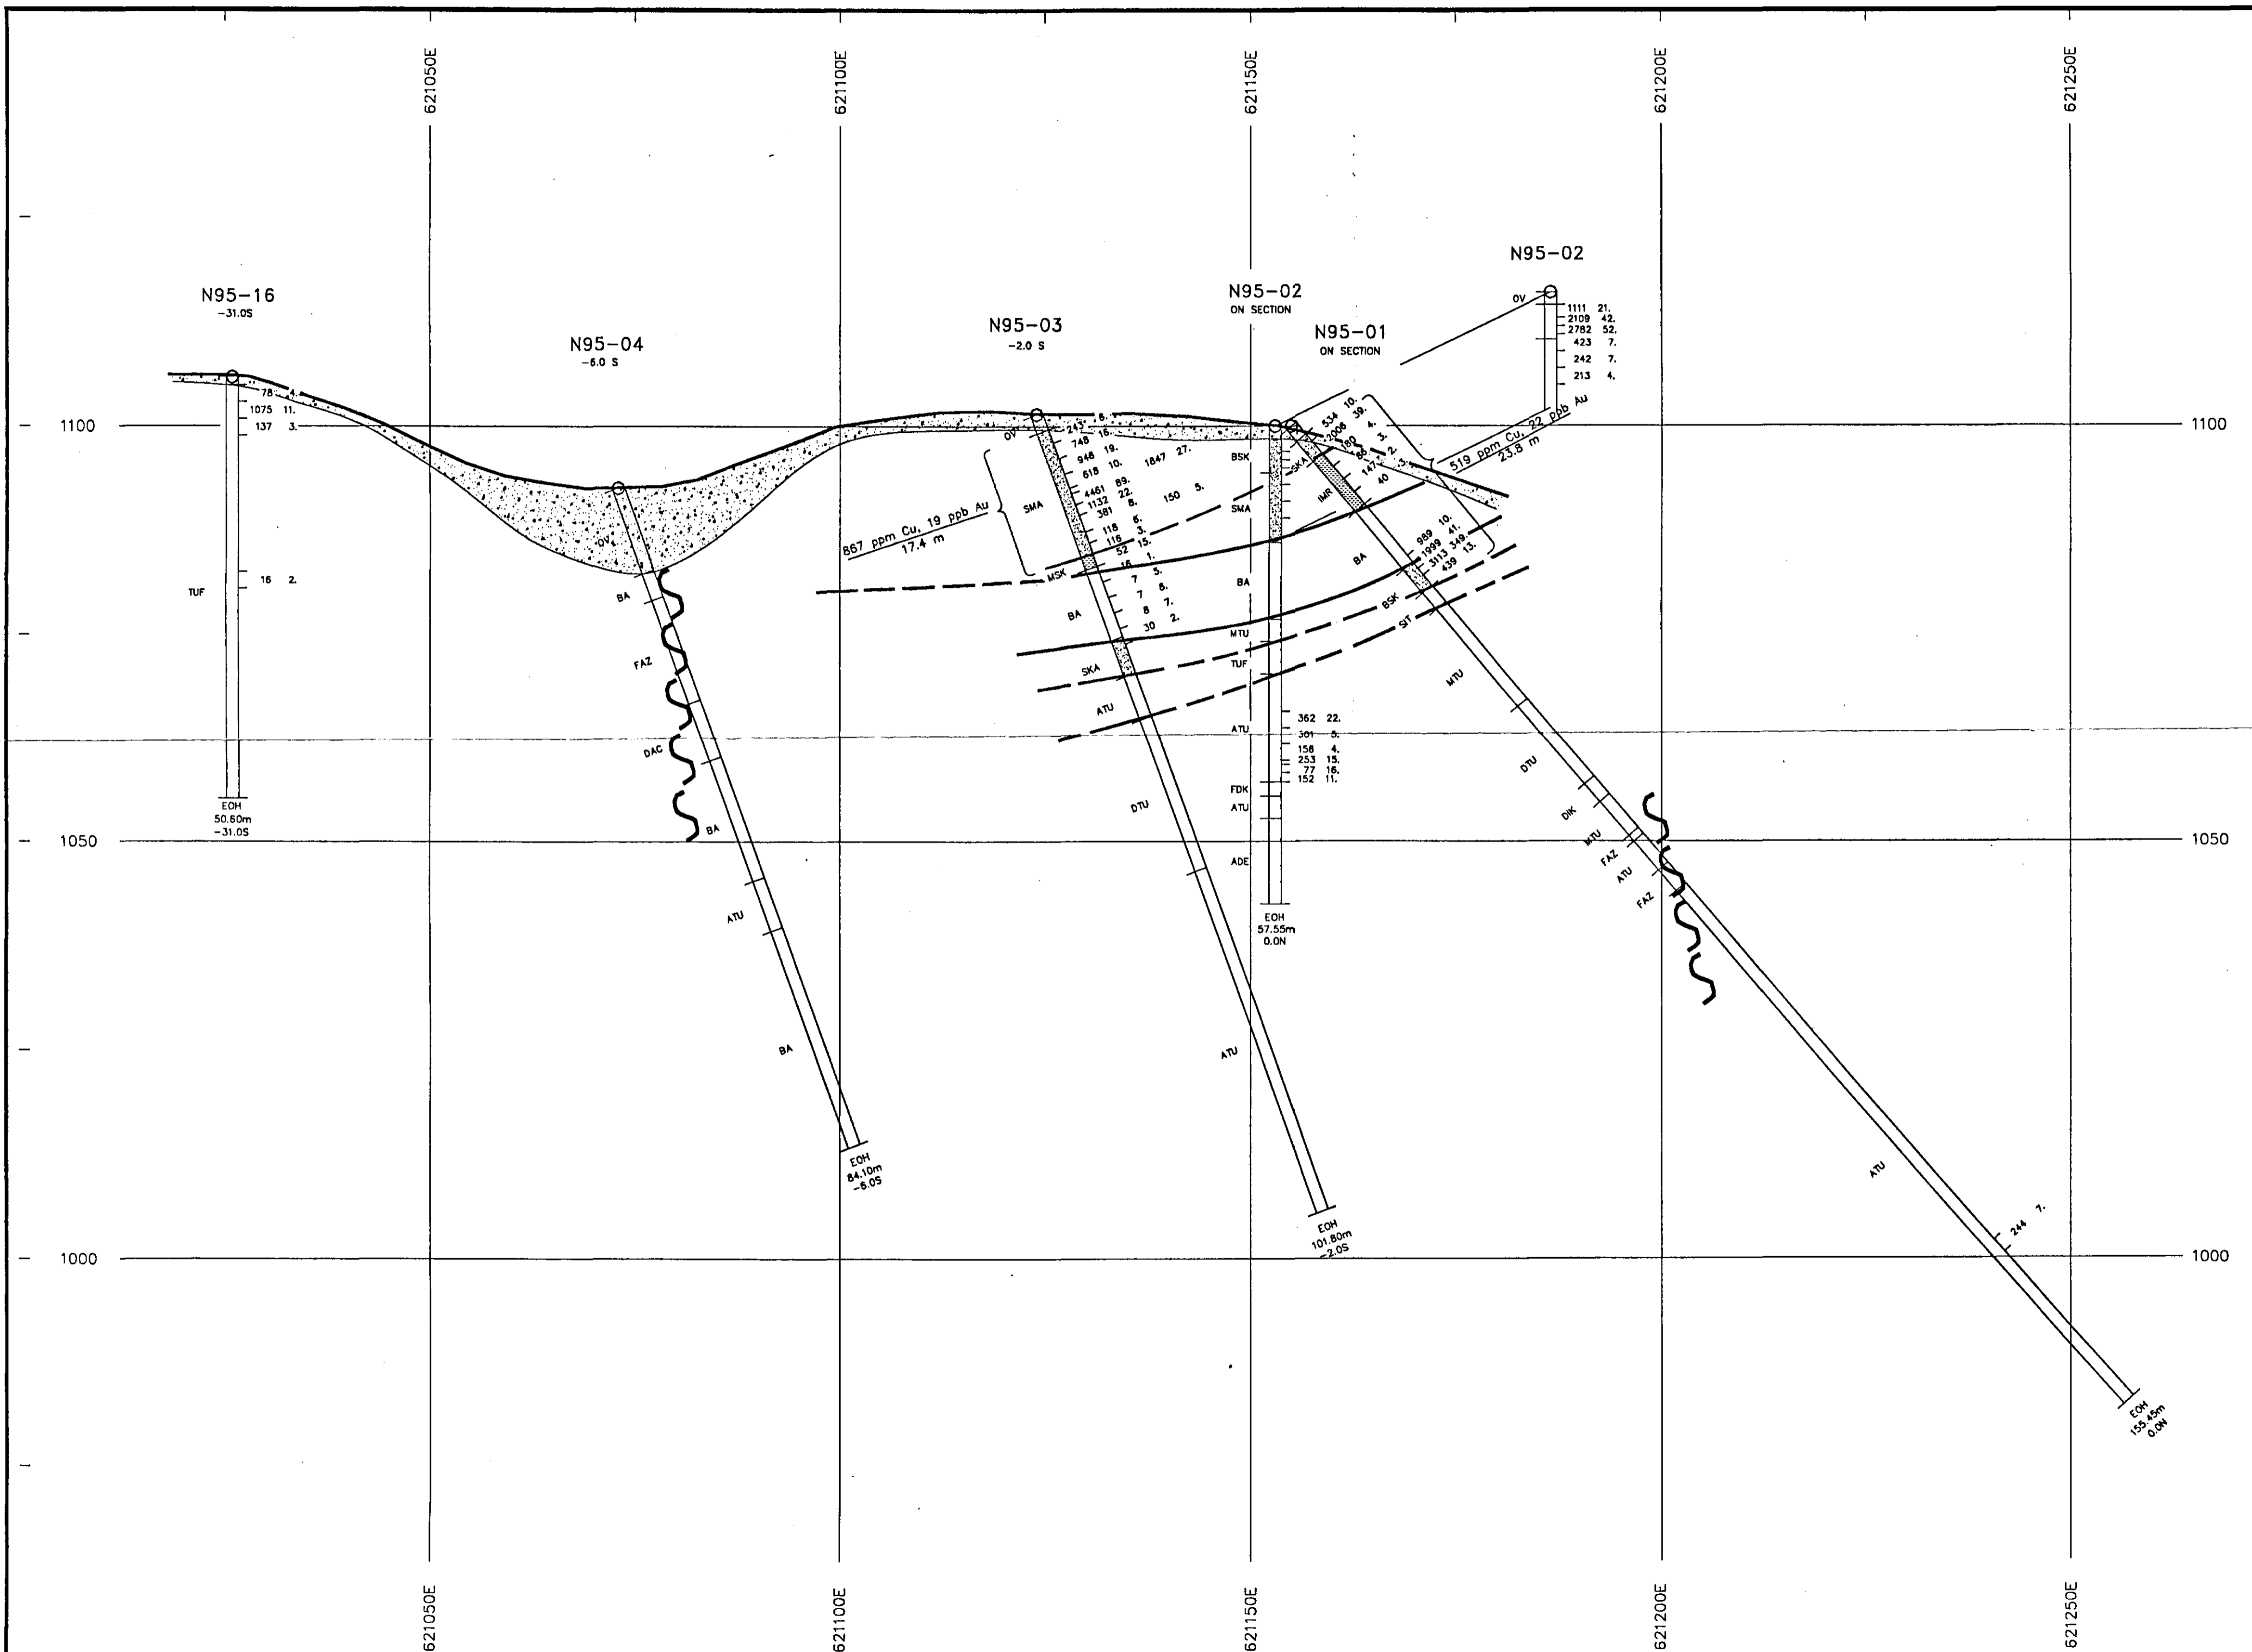 621050E
621100E
621150E
621200E
621250E
N95-16
-31.0S
N95-04
-6.0 S
N95-03
-2.0 S
N95-02
ON SECTION
N95-01
ON SECTION
N95-02
OV
1111 21.
2109 42.
2782 52.
423 7.
242 7.
213 4.
519 ppm Cu, 22 ppb Au
23.8 m
1100
1100
78 4.
1075 11.
137 3.
16 2.
TUF
EOH
50.60m
-31.0S
OV
BA
FAZ
DAC
BA
ATU
BA
EOH
84.10m
-6.0S
867 ppm Cu, 19 ppb Au
17.4 m
OV
SMA
MSK
BA
SKA
ATU
DTU
ATU
243 6.
748 16.
946 19.
618 10.
1647 27.
4461 89.
1132 22.
381 8.
150 5.
118 6.
116 3.
52 15.
16 1.
7 5.
7 6.
8 7.
30 2.
EOH
101.80m
-2.0S
BSK
SMA
BA
MTU
TUF
ATU
FDK
ATU
ADE
362 22.
301 5.
156 4.
253 15.
77 16.
152 11.
EOH
57.55m
0.0N
534 10.
2006 39.
180 4.
86 3.
147 2.
40 3.
SKA
IMR
BA
989 10.
1999 41.
3113 349.
439 13.
BSK
SIT
MTU
DTU
DIK
MTU
FAZ
ATU
FAZ
ATU
244 7.
EOH
155.45m
0.0N
1050
1050
1000
1000
621050E
621100E
621150E
621200E
621250E